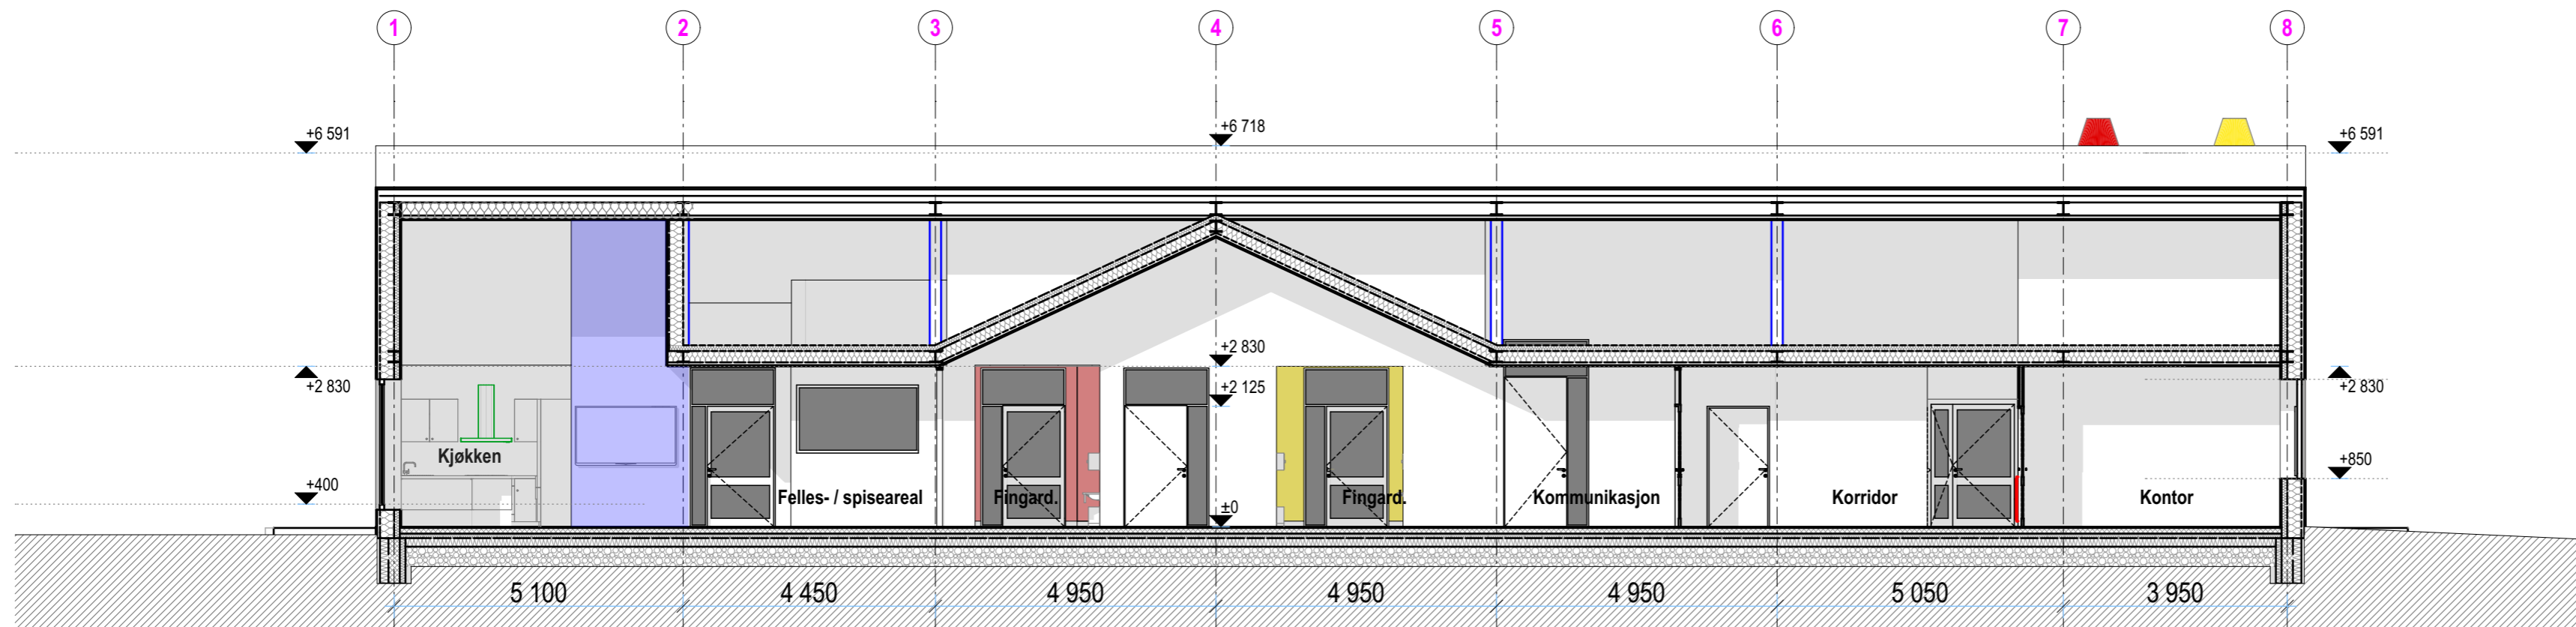 1 2 3 4 5 6 7 8
+6 591 +6 718 +6 591
+2 830 +2 830 +2 830
+2 125
Kjøkken
+400 +850
Felles- / spiseareal Fingard. Fingard. Kommunikasjon Korridor Kontor
±0
5 100 4 450 4 950 4 950 4 950 5 050 3 950